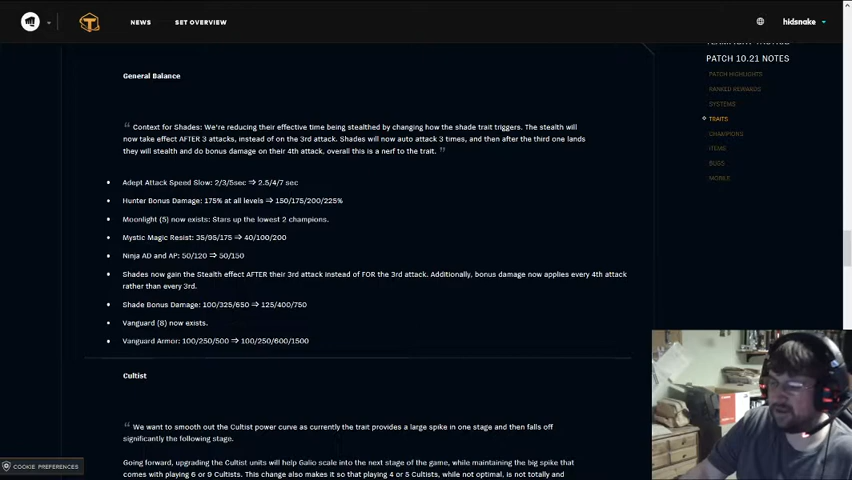 NEWS
SET OVERVIEW
hidsnake
General Balance
“ Context for Shades: We're reducing their effective time being stealthed by changing how the shade trait triggers. The stealth will
now take effect AFTER 3 attacks, instead of on the 3rd attack. Shades will now auto attack 3 times, and then after the third one lands
they will stealth and do bonus damage on their 4th attack, overall this is a nerf to the trait. ”
• Adept Attack Speed Slow: 2/3/5sec ⇒ 2.5/4/7 sec
• Hunter Bonus Damage: 175% at all levels ⇒ 150/175/200/225%
• Moonlight (5) now exists: Stars up the lowest 2 champions.
• Mystic Magic Resist: 35/95/175 ⇒ 40/100/200
• Ninja AD and AP: 50/120 ⇒ 50/150
• Shades now gain the Stealth effect AFTER their 3rd attack instead of FOR the 3rd attack. Additionally, bonus damage now applies every 4th attack
rather than every 3rd.
• Shade Bonus Damage: 100/325/650 ⇒ 125/400/750
• Vanguard (8) now exists.
• Vanguard Armor: 100/250/500 ⇒ 100/250/600/1500
Cultist
“ We want to smooth out the Cultist power curve as currently the trait provides a large spike in one stage and then falls off
significantly the following stage.
Going forward, upgrading the Cultist units will help Galio scale into the next stage of the game, while maintaining the big spike that
comes with playing 6 or 9 Cultists. This change also makes it so that playing 4 or 5 Cultists, while not optimal, is not totally and
TEAMFIGHT TACTICS
PATCH 10.21 NOTES
PATCH HIGHLIGHTS
RANKED REWARDS
SYSTEMS
TRAITS
CHAMPIONS
ITEMS
BUGS
MOBILE
COOKIE PREFERENCES